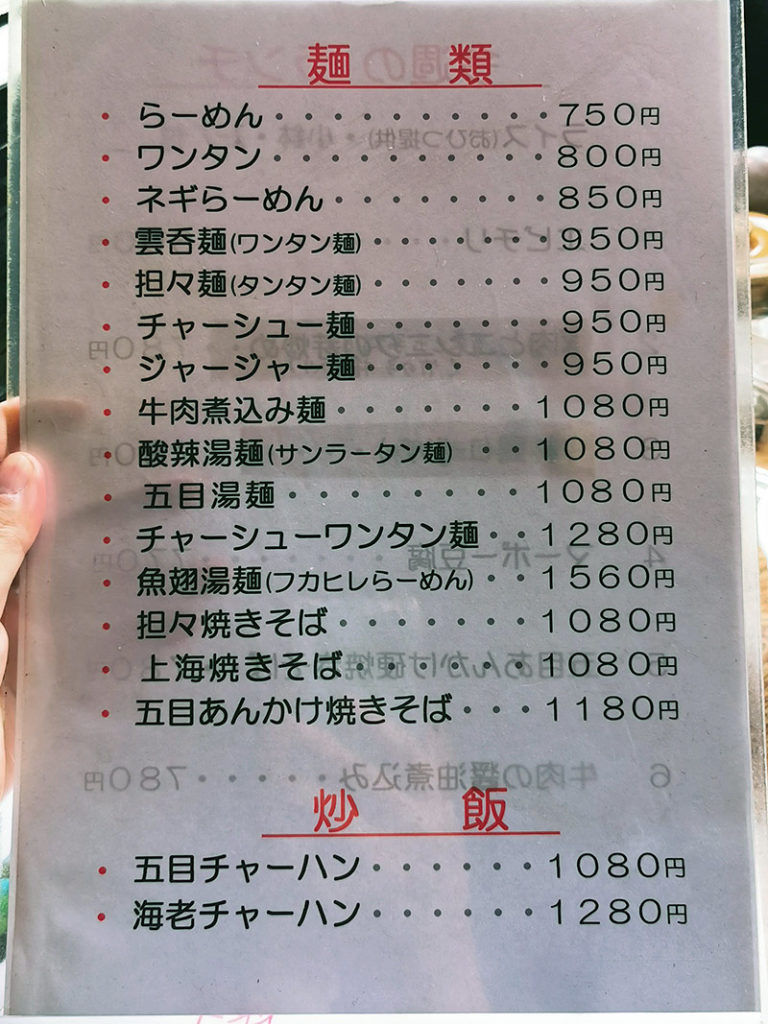 麺 類
・らーめん・・・・・・・・・・７５０円
・ワンタン・・・・・・・・・・８００円
・ネギらーめん・・・・・・・・８５０円
・雲呑麺(ワンタン麺)・・・・・・９５０円
・担々麺(タンタン麺)・・・・・・９５０円
・チャーシュー麺・・・・・・・９５０円
・ジャージャー麺・・・・・・・９５０円
・牛肉煮込み麺・・・・・・・１０８０円
・酸辣湯麺(サンラータン麺)・・・１０８０円
・五目湯麺・・・・・・・・・１０８０円
・チャーシューワンタン麺・・１２８０円
・魚翅湯麺(フカヒレらーめん)・・１５６０円
・担々焼きそば・・・・・・・１０８０円
・上海焼きそば・・・・・・・１０８０円
・五目あんかけ焼きそば・・・１１８０円
炒 飯
・五目チャーハン・・・・・・１０８０円
・海老チャーハン・・・・・・１２８０円